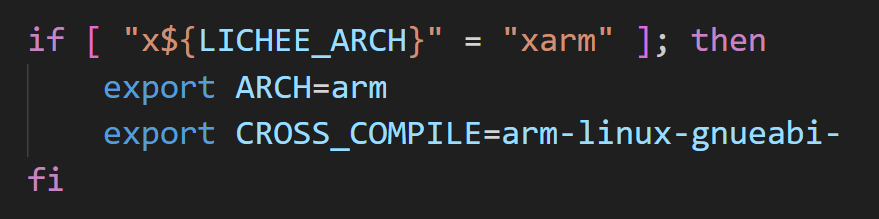 if [ "x${LICHEE_ARCH}" = "xarm" ]; then
    export ARCH=arm
    export CROSS_COMPILE=arm-linux-gnueabi-
fi